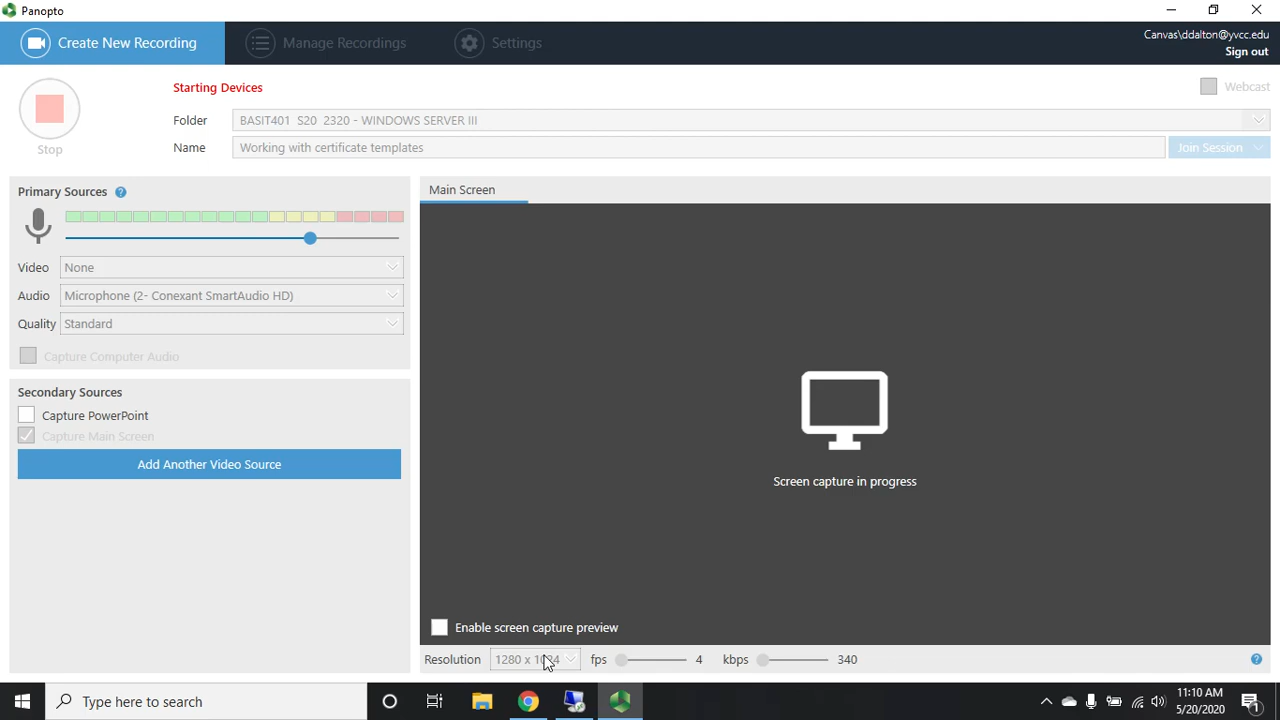 Panopto
Create New Recording
Manage Recordings
Settings
Canvas\ddalton@yvcc.edu
Sign out
Stop
Starting Devices
Webcast
Folder BASIT401 S20 2320 - WINDOWS SERVER III
Name Working with certificate templates
Join Session
Primary Sources ?
Video None
Audio Microphone (2- Conexant SmartAudio HD)
Quality Standard
Capture Computer Audio
Secondary Sources
Capture PowerPoint
Capture Main Screen
Add Another Video Source
Main Screen
Screen capture in progress
Enable screen capture preview
Resolution 1280 x 1024 fps 4 kbps 340 ?
Type here to search
11:10 AM
5/20/2020
1